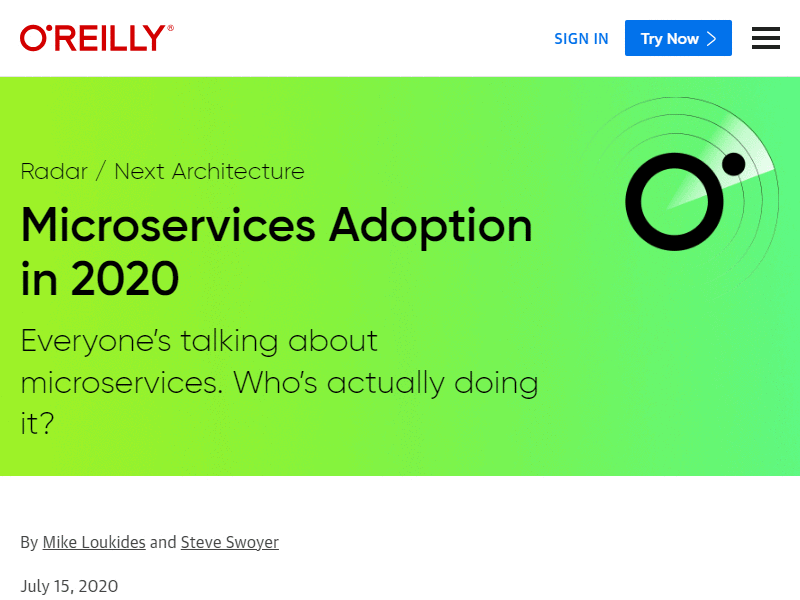 O'REILLY®
SIGN IN
Try Now
Radar / Next Architecture
Microservices Adoption
in 2020
Everyone's talking about
microservices. Who's actually doing
it?
By Mike Loukides and Steve Swoyer
July 15, 2020